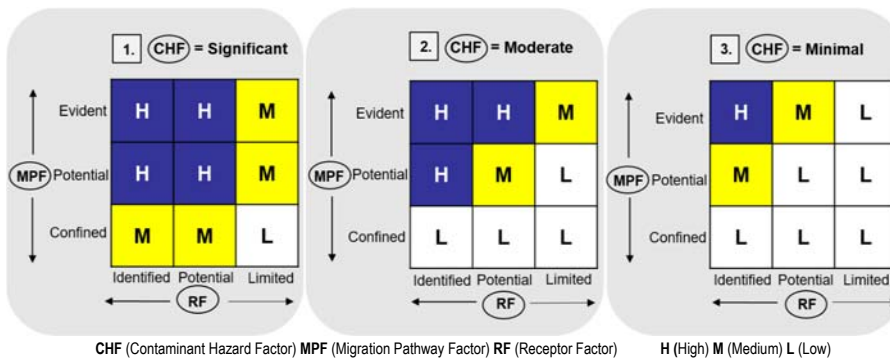 1. CHF = Significant
Evident H H M
MPF Potential H H M
Confined M M L
Identified Potential Limited
RF
2. CHF = Moderate
Evident H H M
MPF Potential H M L
Confined L L L
Identified Potential Limited
RF
3. CHF = Minimal
Evident H M L
MPF Potential M L L
Confined L L L
Identified Potential Limited
RF
CHF (Contaminant Hazard Factor) MPF (Migration Pathway Factor) RF (Receptor Factor) H (High) M (Medium) L (Low)